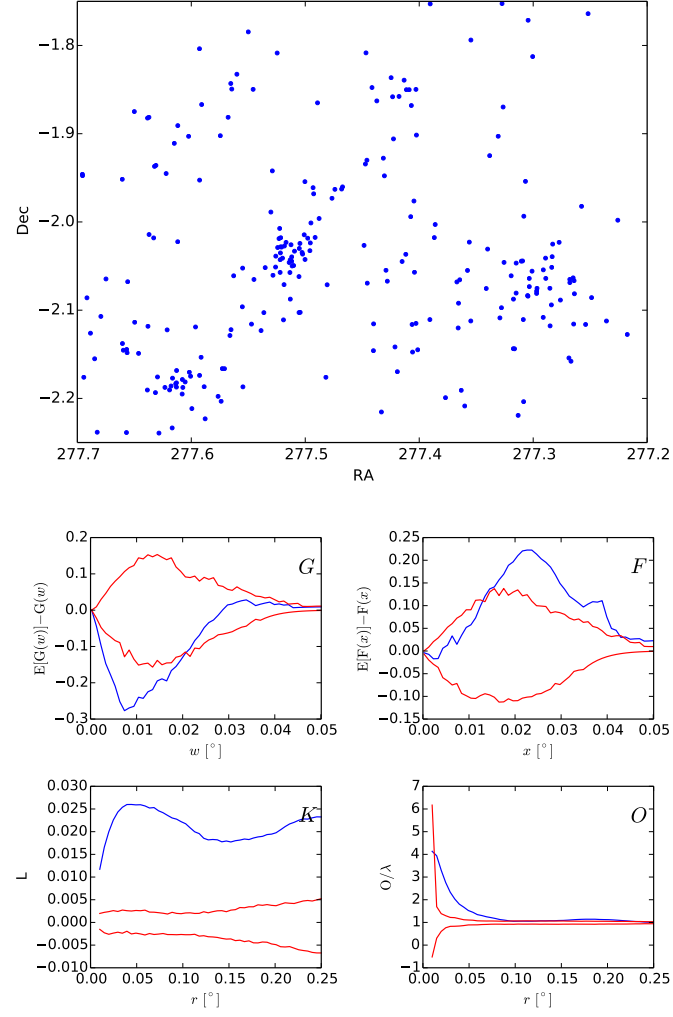 −1.8
−1.9
−2.0
−2.1
−2.2
Dec
277.7 277.6 277.5 277.4 277.3 277.2
RA
0.2
0.1
0.0
−0.1
−0.2
−0.3
E[G(w)]−G(w)
G
0.00 0.01 0.02 0.03 0.04 0.05
w [°]
0.25
0.20
0.15
0.10
0.05
0.00
−0.05
−0.10
−0.15
E[F(x)]−F(x)
F
0.00 0.01 0.02 0.03 0.04 0.05
x [°]
0.030
0.025
0.020
0.015
0.010
0.005
0.000
−0.005
−0.010
L
K
0.00 0.05 0.10 0.15 0.20 0.25
r [°]
7
6
5
4
3
2
1
0
−1
O/λ
O
0.00 0.05 0.10 0.15 0.20 0.25
r [°]